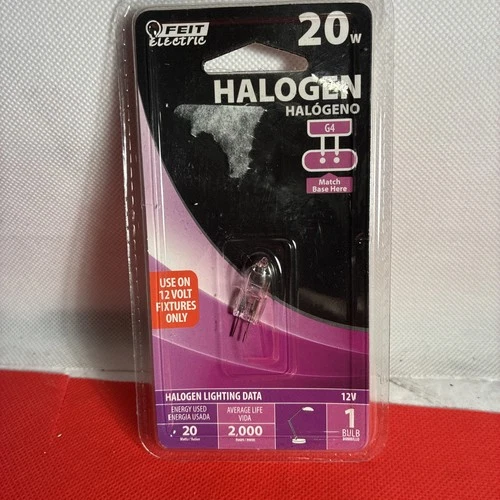 FEIT
electric
20W
HALOGEN
HALÓGENO
G4
Match
Base Here
USE ON
12 VOLT
FIXTURES
ONLY
HALOGEN LIGHTING DATA 12V
ENERGY USED
ENERGIA USADA
20
AVERAGE LIFE
VIDA
2,000
1
BULB